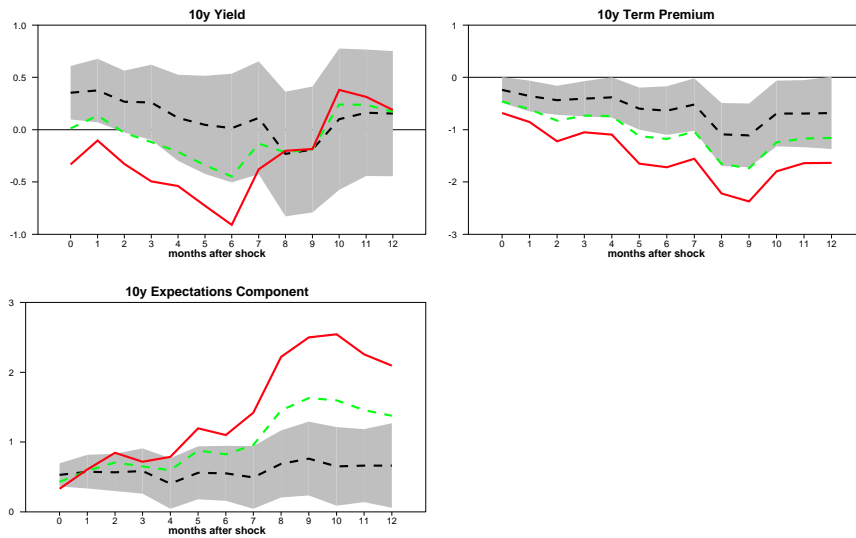 10y Yield
1.0
0.5
0.0
-0.5
-1.0
0 1 2 3 4 5 6 7 8 9 10 11 12
months after shock
10y Term Premium
1
0
-1
-2
-3
0 1 2 3 4 5 6 7 8 9 10 11 12
months after shock
10y Expectations Component
3
2
1
0
0 1 2 3 4 5 6 7 8 9 10 11 12
months after shock